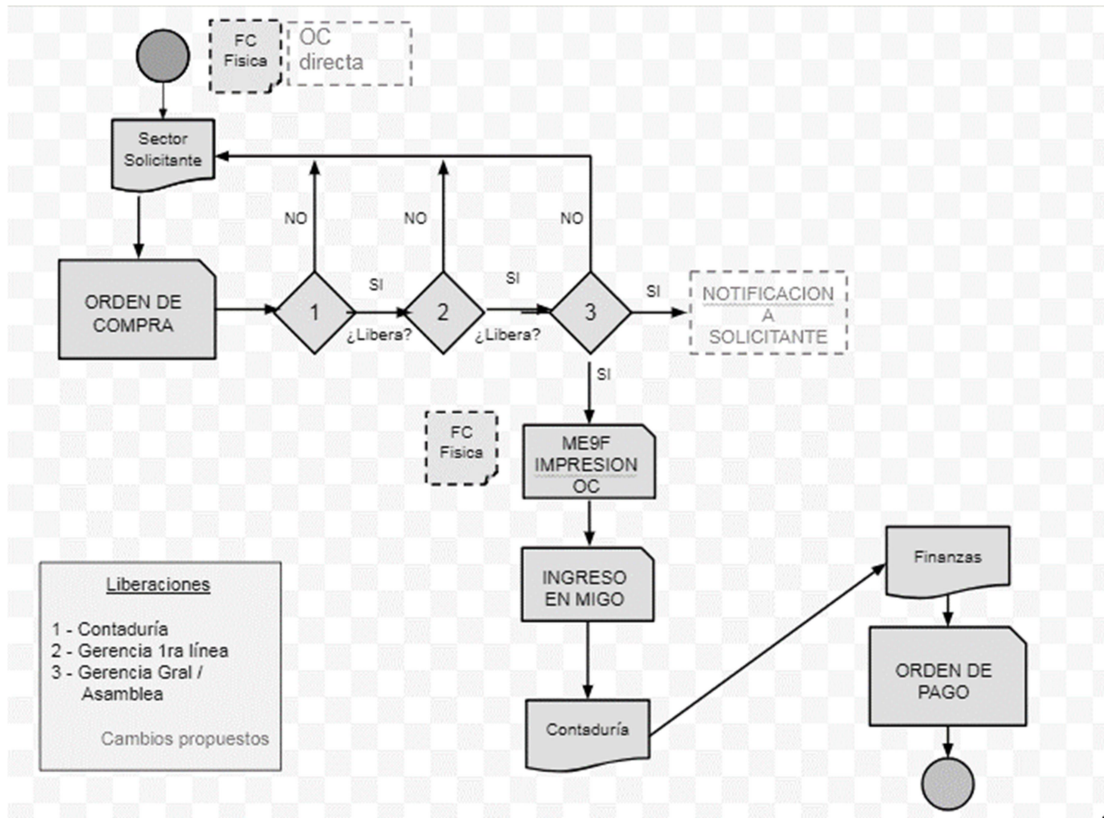 FC
Fisica
OC
directa
Sector
Solicitante
NO
NO
NO
ORDEN DE
COMPRA
1
SI
¿Libera?
2
SI
¿Libera?
3
SI
NOTIFICACION
A
SOLICITANTE
SI
FC
Fisica
ME9F
IMPRESION
OC
INGRESO
EN MIGO
Contaduría
Finanzas
ORDEN DE
PAGO
Liberaciones
1 - Contaduría
2 - Gerencia 1ra línea
3 - Gerencia Gral /
Asamblea
Cambios propuestos